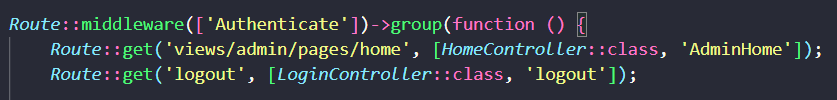 Route::middleware(['Authenticate'])->group(function () {
Route::get('views/admin/pages/home', [HomeController::class, 'AdminHome']);
Route::get('logout', [LoginController::class, 'logout']);